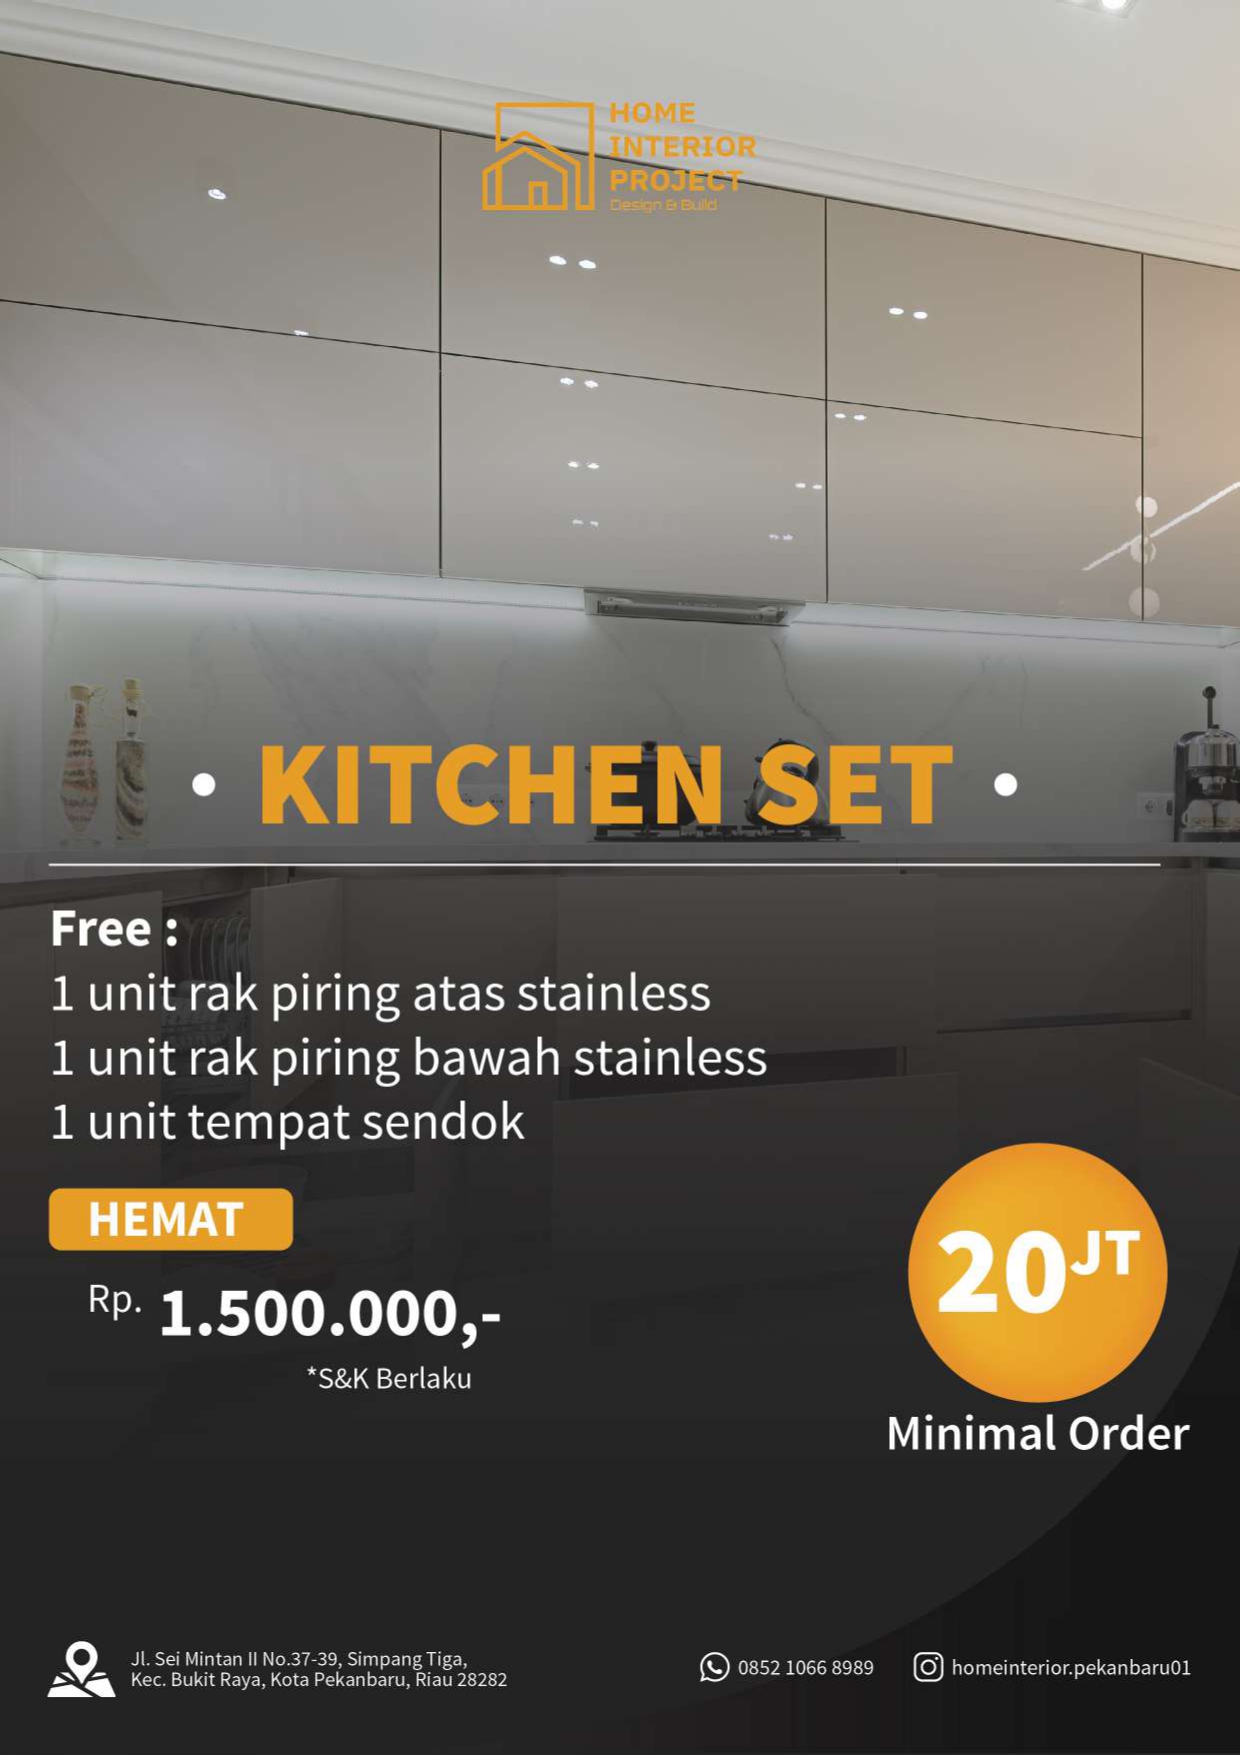 HOME
INTERIOR
PROJECT
Design & Build
• KITCHEN SET •
Free :
1 unit rak piring atas stainless
1 unit rak piring bawah stainless
1 unit tempat sendok
HEMAT
Rp. 1.500.000,-
*S&K Berlaku
20JT
Minimal Order
Jl. Sei Mintan II No.37-39, Simpang Tiga,
Kec. Bukit Raya, Kota Pekanbaru, Riau 28282
0852 1066 8989
homeinterior.pekanbaru01